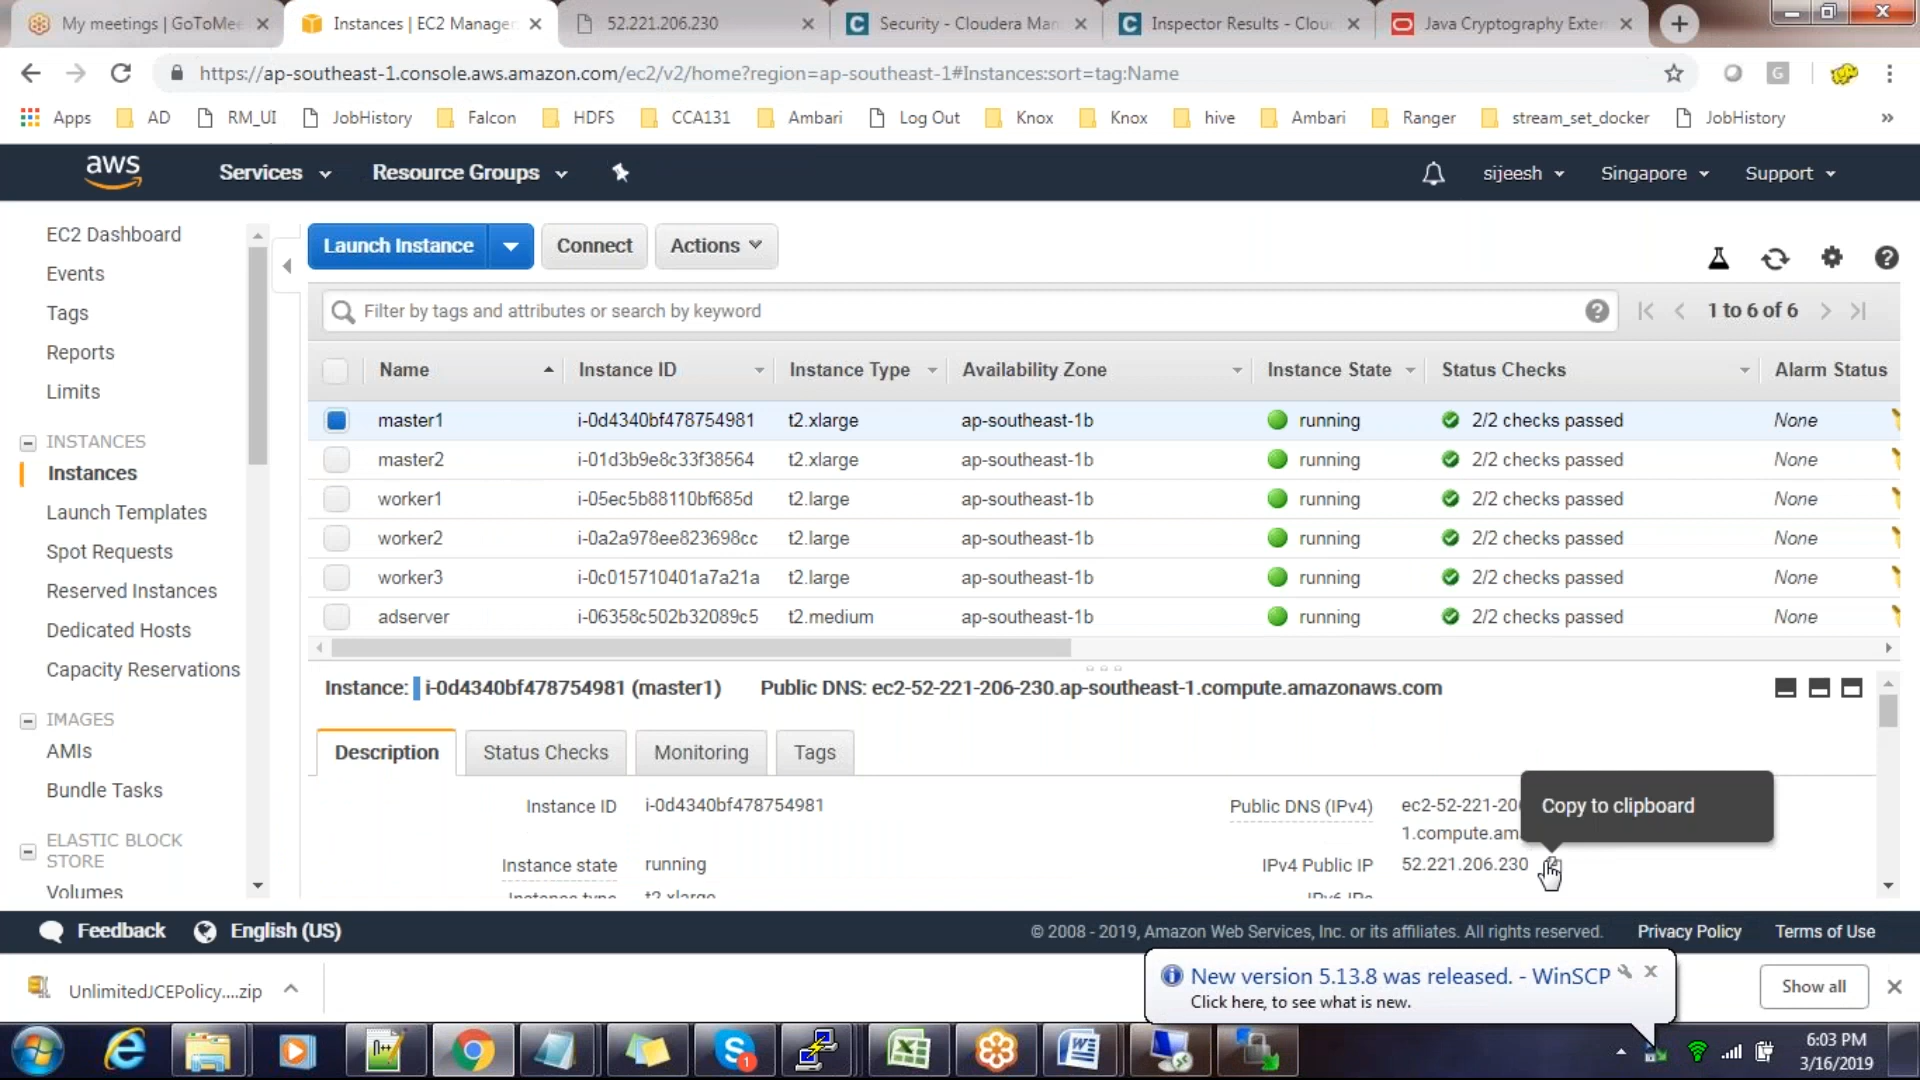 My meetings | GoToMee
Instances | EC2 Manager
52.221.206.230
Security - Cloudera Man
Inspector Results - Clou
Java Cryptography Exten
https://ap-southeast-1.console.aws.amazon.com/ec2/v2/home?region=ap-southeast-1#Instances:sort=tag:Name
G
Apps AD RM_UI JobHistory Falcon HDFS CCA131 Ambari Log Out Knox Knox hive Ambari Ranger stream_set_docker JobHistory »
aws Services Resource Groups sijeesh Singapore Support
EC2 Dashboard
Events
Tags
Reports
Limits
INSTANCES
Instances
Launch Templates
Spot Requests
Reserved Instances
Dedicated Hosts
Capacity Reservations
IMAGES
AMIs
Bundle Tasks
ELASTIC BLOCK
STORE
Volumes
Launch Instance Connect Actions
Filter by tags and attributes or search by keyword
1 to 6 of 6
Name Instance ID Instance Type Availability Zone Instance State Status Checks Alarm Status
master1 i-0d4340bf478754981 t2.xlarge ap-southeast-1b running 2/2 checks passed None
master2 i-01d3b9e8c33f38564 t2.xlarge ap-southeast-1b running 2/2 checks passed None
worker1 i-05ec5b88110bf685d t2.large ap-southeast-1b running 2/2 checks passed None
worker2 i-0a2a978ee823698cc t2.large ap-southeast-1b running 2/2 checks passed None
worker3 i-0c015710401a7a21a t2.large ap-southeast-1b running 2/2 checks passed None
adserver i-06358c502b32089c5 t2.medium ap-southeast-1b running 2/2 checks passed None
Instance: i-0d4340bf478754981 (master1) Public DNS: ec2-52-221-206-230.ap-southeast-1.compute.amazonaws.com
Description Status Checks Monitoring Tags
Instance ID i-0d4340bf478754981
Instance state running
Instance type t2.xlarge
Public DNS (IPv4) ec2-52-221-20
1.compute.am
IPv4 Public IP 52.221.206.230
IPv6 IPs
Copy to clipboard
Feedback English (US)
© 2008 - 2019, Amazon Web Services, Inc. or its affiliates. All rights reserved. Privacy Policy Terms of Use
UnlimitedJCEPolicy....zip
New version 5.13.8 was released. - WinSCP
Click here, to see what is new.
Show all
6:03 PM
3/16/2019